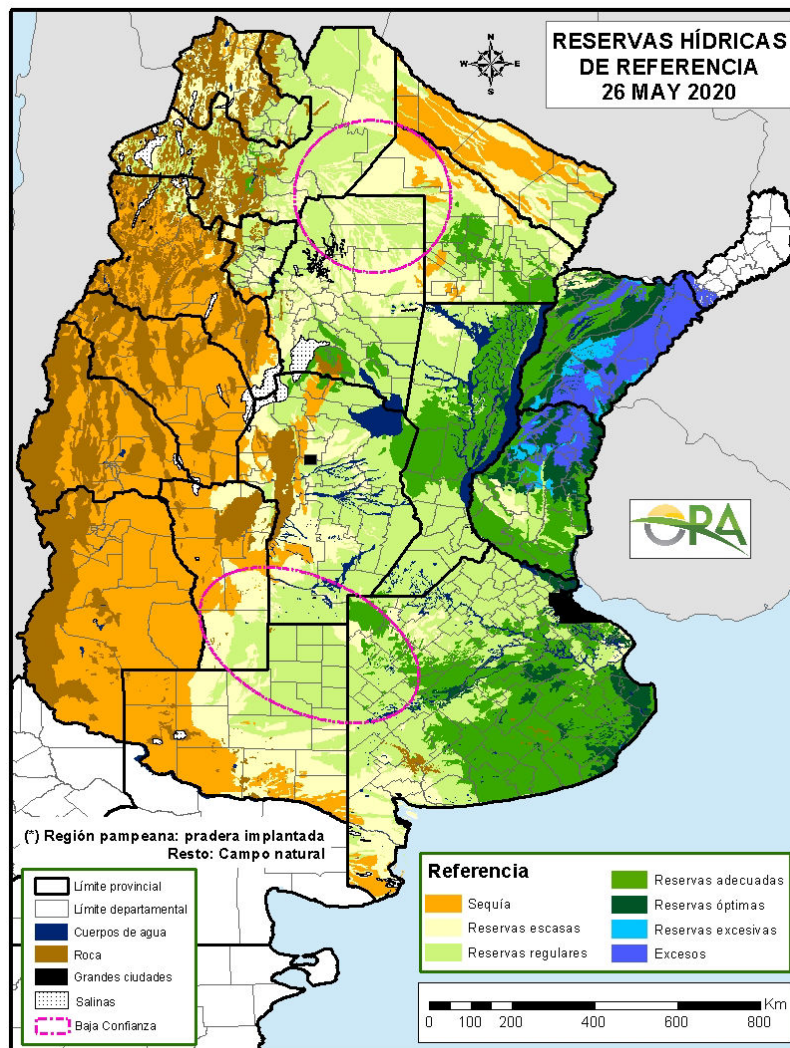 RESERVAS HÍDRICAS
DE REFERENCIA
26 MAY 2020
N
W
E
S
OPA
(*) Región pampeana: pradera implantada
Resto: Campo natural
Límite provincial
Límite departamental
Cuerpos de agua
Roca
Grandes ciudades
Salinas
Baja Confianza
Referencia
Sequía
Reservas escasas
Reservas regulares
Reservas adecuadas
Reservas óptimas
Reservas excesivas
Excesos
Km
0 100 200 400 600 800